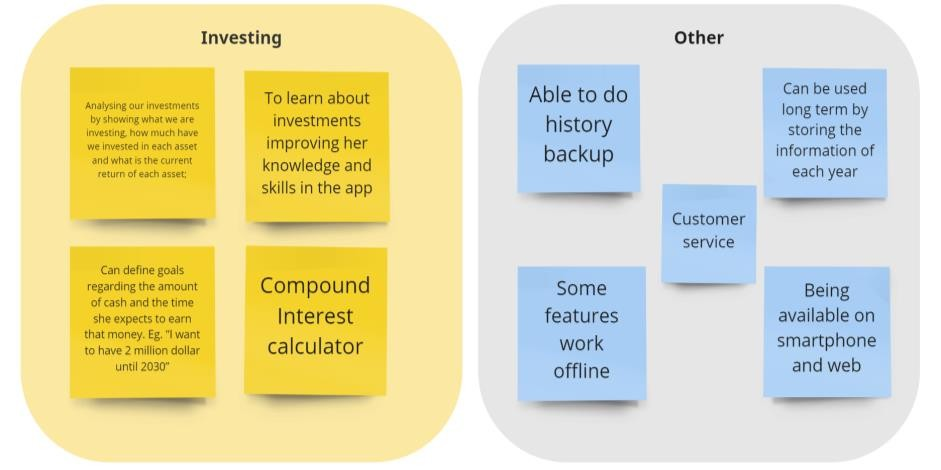 Investing
Analysing our investments
by showing what we are
investing, how much have
we invested in each asset
and what is the current
return of each asset;
To learn about
investments
improving her
knowledge and
skills in the app
Can define goals
regarding the amount
of cash and the time
she expects to earn
that money. Eg. "I want
to have 2 million dollar
until 2030"
Compound
Interest
calculator
Other
Able to do
history
backup
Can be used
long term by
storing the
information of
each year
Customer
service
Some
features
work
offline
Being
available on
smartphone
and web